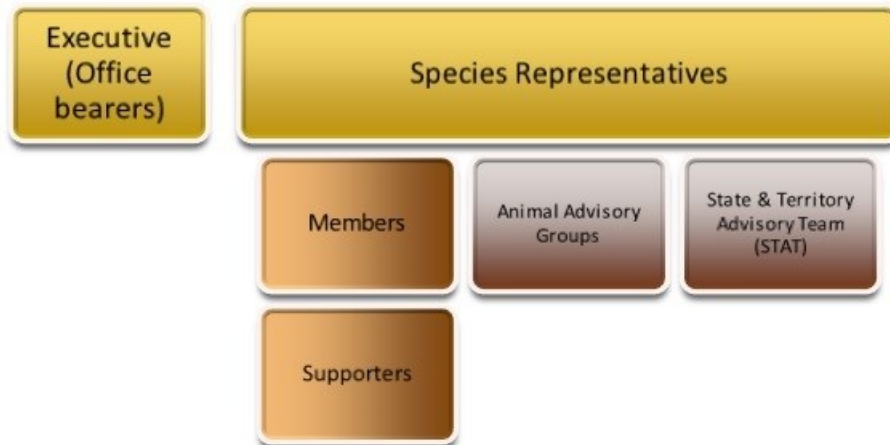 Executive
(Office
bearers)
Species Representatives
Members
Animal Advisory
Groups
State & Territory
Advisory Team
(STAT)
Supporters